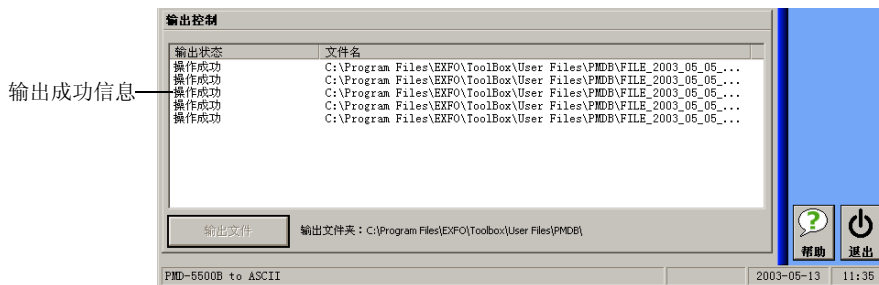 输出控制
输出状态 文件名
操作成功 C:\Program Files\EXFO\ToolBox\User Files\PMDB\FILE_2003_05_05_...
操作成功 C:\Program Files\EXFO\ToolBox\User Files\PMDB\FILE_2003_05_05_...
输出成功信息
操作成功 C:\Program Files\EXFO\ToolBox\User Files\PMDB\FILE_2003_05_05_...
操作成功 C:\Program Files\EXFO\ToolBox\User Files\PMDB\FILE_2003_05_05_...
操作成功 C:\Program Files\EXFO\ToolBox\User Files\PMDB\FILE_2003_05_05_...
输出文件 输出文件夹：C:\Program Files\EXFO\Toolbox\User Files\PMDB\
帮助 退出
PMD-5500B to ASCII 2003-05-13 11:35